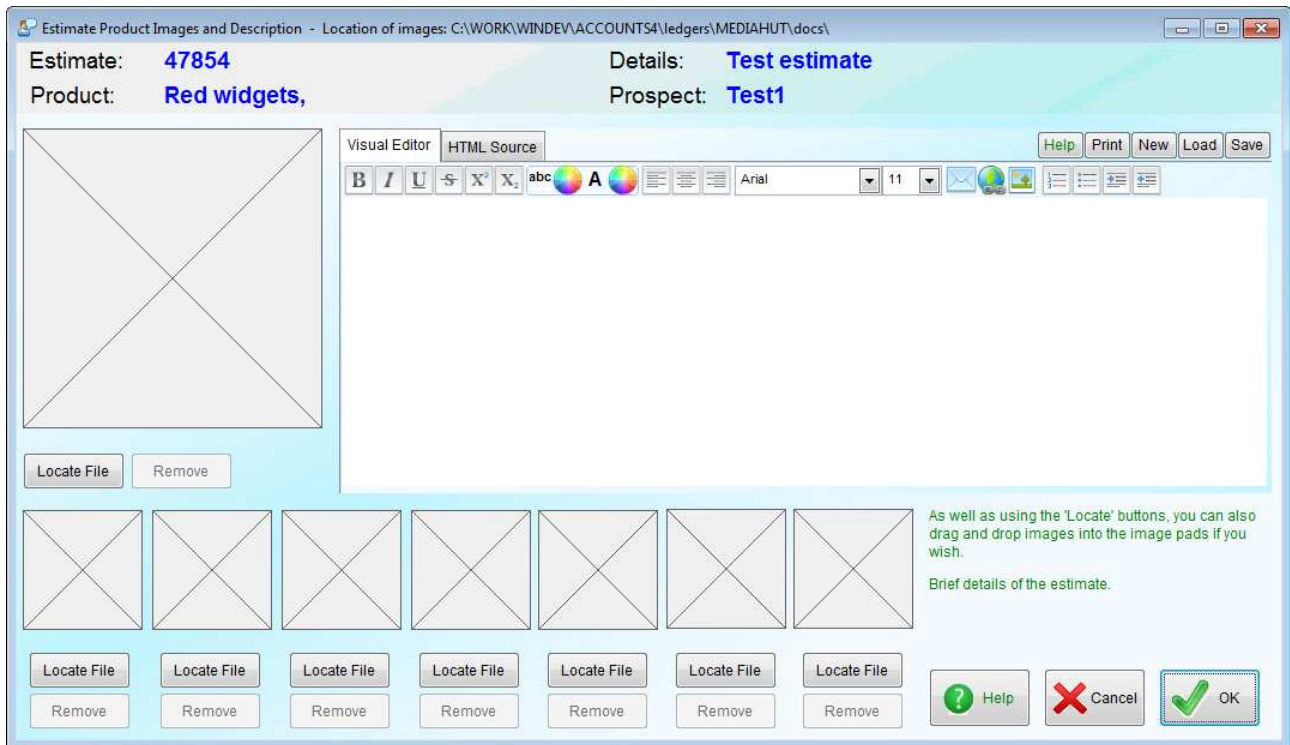 Estimate Product Images and Description - Location of images: C:\WORK\WINDEV\ACCOUNTS4\ledgers\MEDIAHUT\docs\
Estimate: 47854 Details: Test estimate
Product: Red widgets, Prospect: Test1
Visual Editor HTML Source Help Print New Load Save
B I U S X² X₂ abc A Arial 11
Locate File Remove
As well as using the 'Locate' buttons, you can also
drag and drop images into the image pads if you
wish.
Brief details of the estimate.
Locate File Locate File Locate File Locate File Locate File Locate File Locate File
Remove Remove Remove Remove Remove Remove Remove
Help Cancel OK